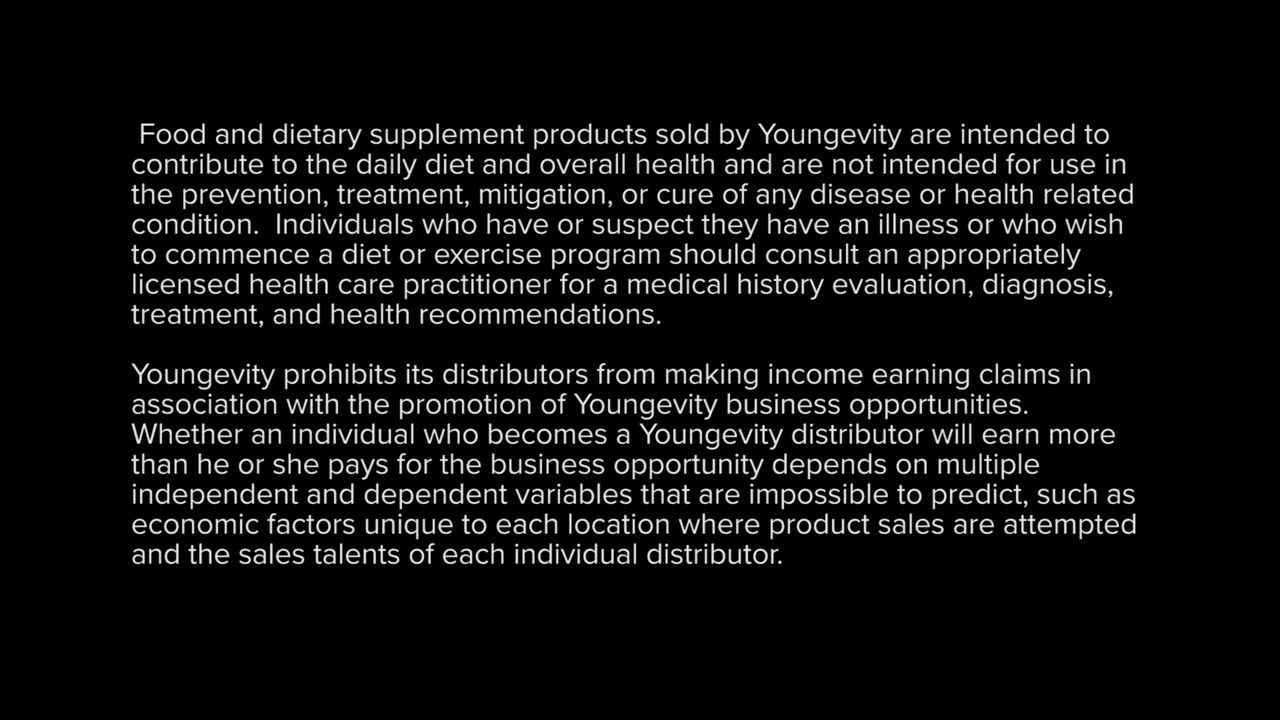 Food and dietary supplement products sold by Youngevity are intended to
contribute to the daily diet and overall health and are not intended for use in
the prevention, treatment, mitigation, or cure of any disease or health related
condition.  Individuals who have or suspect they have an illness or who wish
to commence a diet or exercise program should consult an appropriately
licensed health care practitioner for a medical history evaluation, diagnosis,
treatment, and health recommendations.

Youngevity prohibits its distributors from making income earning claims in
association with the promotion of Youngevity business opportunities.
Whether an individual who becomes a Youngevity distributor will earn more
than he or she pays for the business opportunity depends on multiple
independent and dependent variables that are impossible to predict, such as
economic factors unique to each location where product sales are attempted
and the sales talents of each individual distributor.